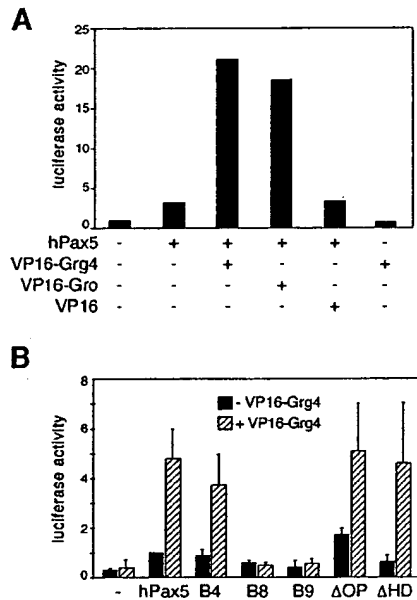 A
luciferase activity
25
20
15
10
5
0
hPax5 - + + + + -
VP16-Grg4 - - + - - +
VP16-Gro - - - + - -
VP16 - - - - + -
B
luciferase activity
8
6
4
2
0
- VP16-Grg4
+ VP16-Grg4
- hPax5 B4 B8 B9 ΔOP ΔHD